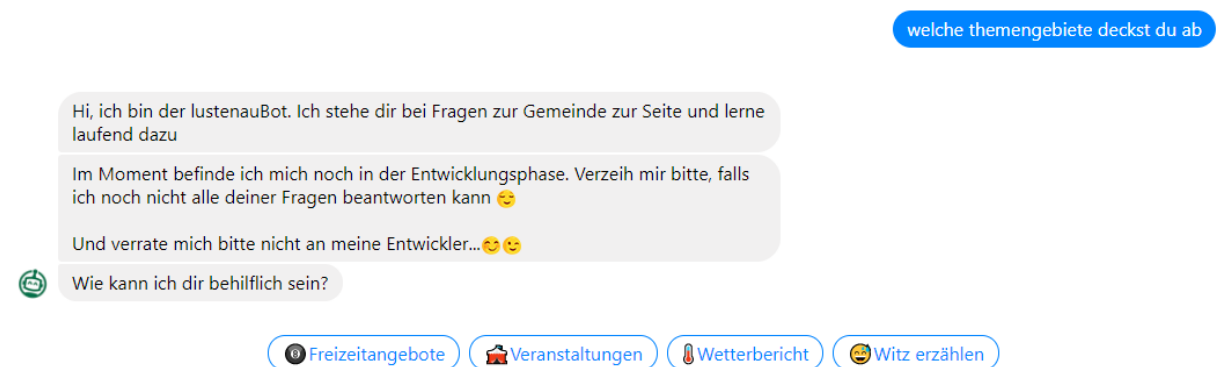 welche themengebiete deckst du ab
Hi, ich bin der lustenauBot. Ich stehe dir bei Fragen zur Gemeinde zur Seite und lerne
laufend dazu
Im Moment befinde ich mich noch in der Entwicklungsphase. Verzeih mir bitte, falls
ich noch nicht alle deiner Fragen beantworten kann 😌
Und verrate mich bitte nicht an meine Entwickler...😊😉
Wie kann ich dir behilflich sein?
🎱Freizeitangebote 🎪Veranstaltungen 🌡Wetterbericht 😅Witz erzählen